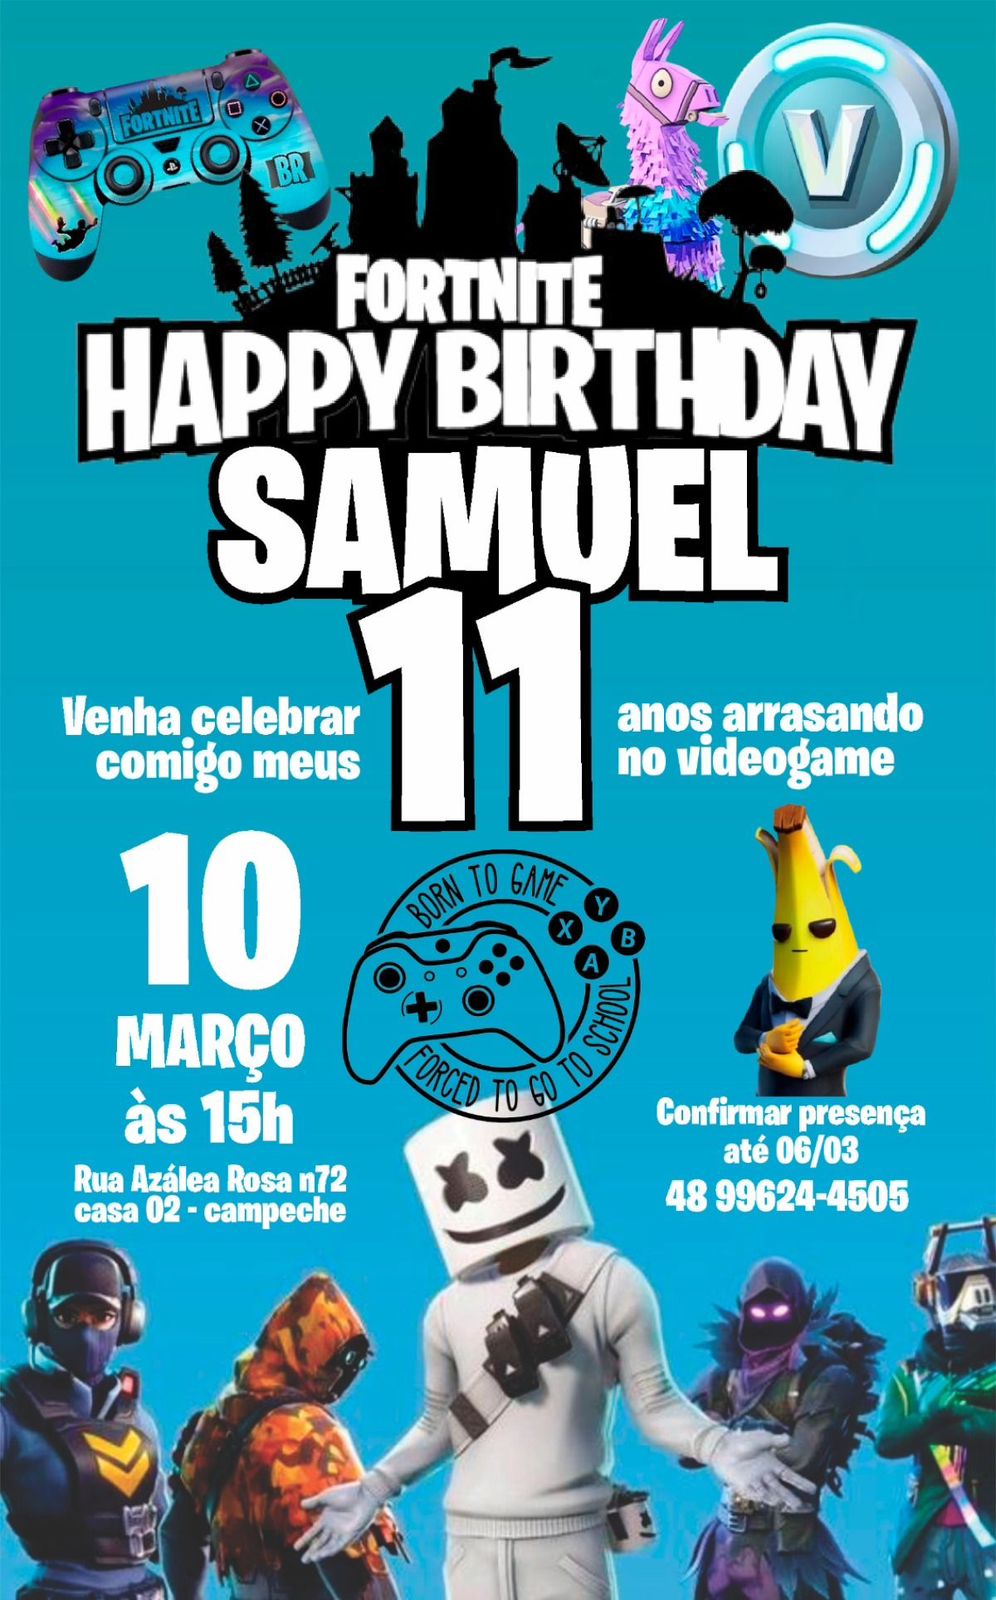 FORTNITE
BR
V
FORTNITE
HAPPY BIRTHDAY
SAMUEL
11
Venha celebrar
comigo meus
anos arrasando
no videogame
10
MARÇO
às 15h
Rua Azálea Rosa n72
casa 02 - campeche
BORN TO GAME
Y
X
B
A
FORCED TO GO TO SCHOOL
Confirmar presença
até 06/03
48 99624-4505